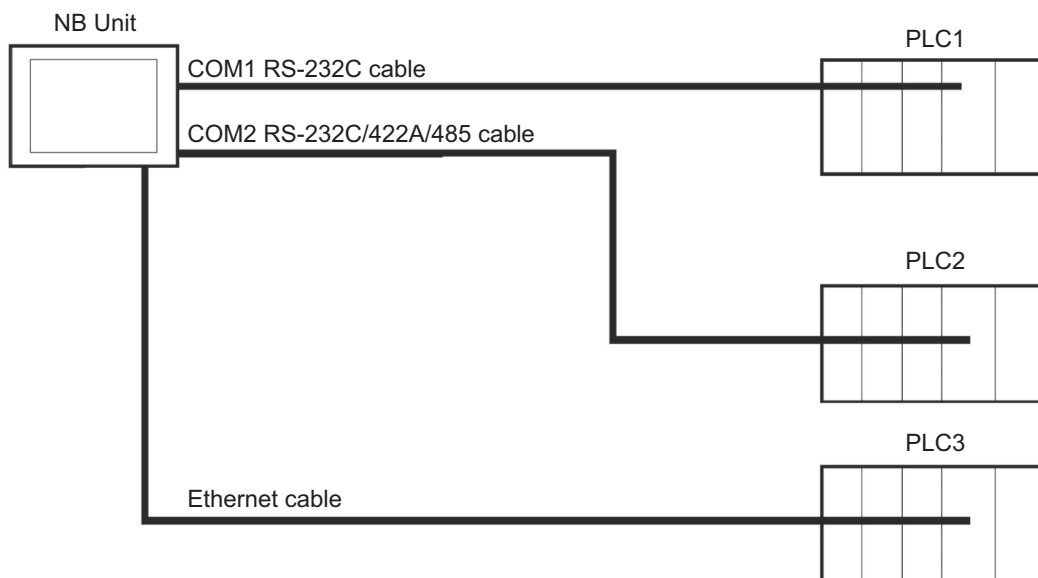 NB Unit
PLC1
COM1 RS-232C cable
COM2 RS-232C/422A/485 cable
PLC2
PLC3
Ethernet cable